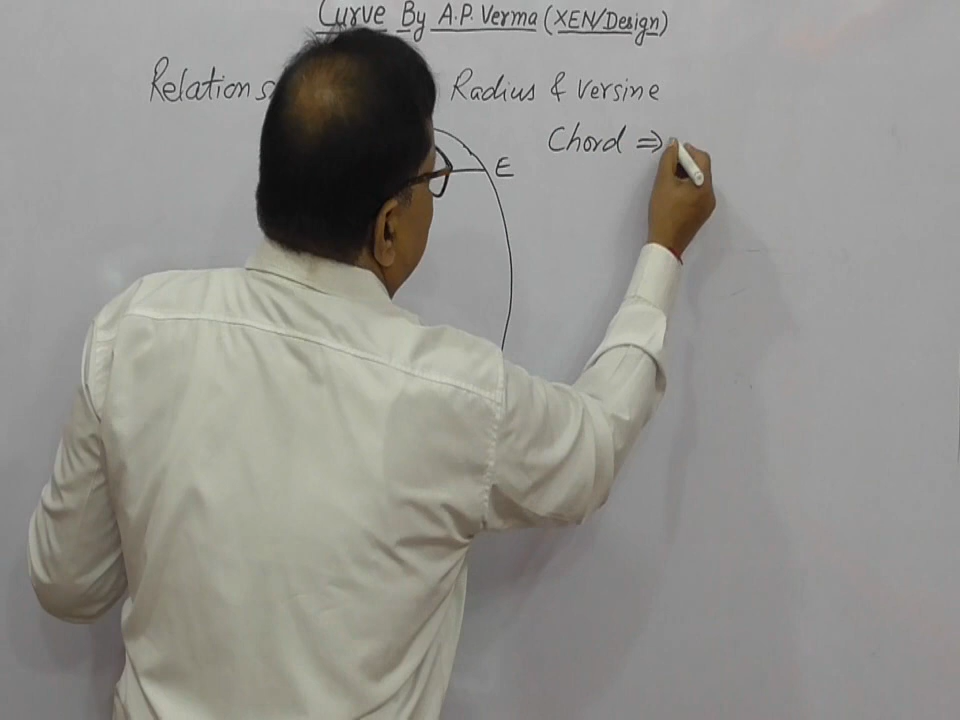 Curve By A.P. Verma (XEN/Design)
Relation Radius & versine
Chord ⇒
E